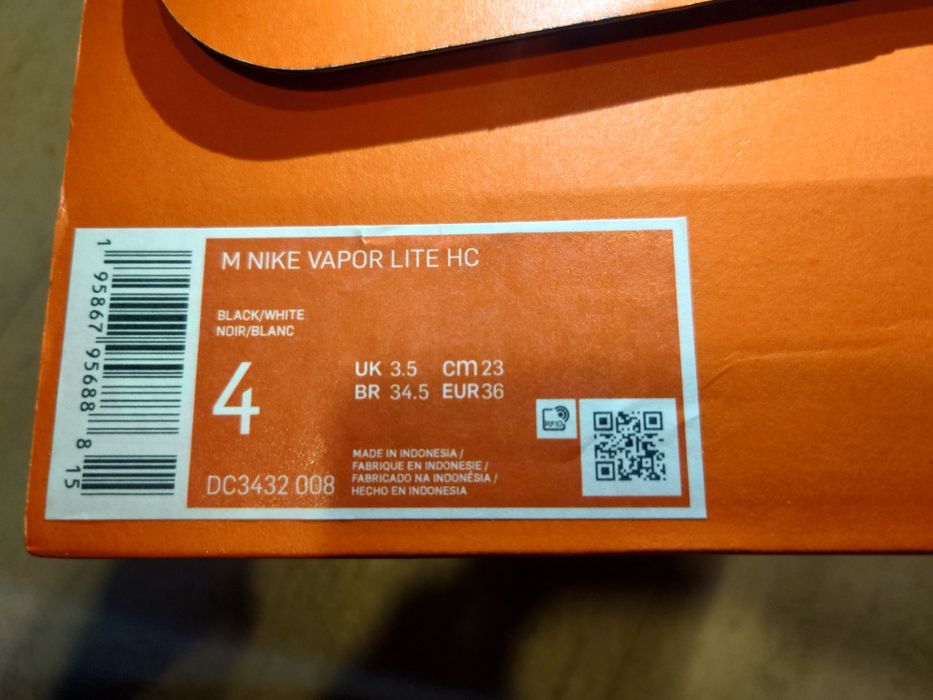 M NIKE VAPOR LITE HC
BLACK/WHITE
NOIR/BLANC
4
UK 3.5 cm 23
BR 34.5 EUR 36
RFID
MADE IN INDONESIA /
FABRIQUE EN INDONESIE /
FABRICADO NA INDONÉSIA /
HECHO EN INDONESIA
DC3432 008
1 95867 95688 8 15